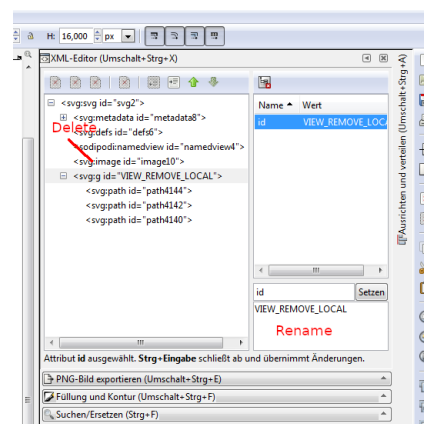 H: 16,000 px
XML-Editor (Umschalt+Strg+X)
<svg:svg id="svg2">
<svg:metadata id="metadata8">
Delete
<svg:defs id="defs6">
<sodipodi:namedview id="namedview4">
<svg:image id="image10">
<svg:g id="VIEW_REMOVE_LOCAL">
<svg:path id="path4144">
<svg:path id="path4142">
<svg:path id="path4140">
Name Wert
id VIEW_REMOVE_LOCA
id Setzen
VIEW_REMOVE_LOCAL
Rename
Attribut id ausgewählt. Strg+Eingabe schließt ab und übernimmt Änderungen.
PNG-Bild exportieren (Umschalt+Strg+E)
Füllung und Kontur (Umschalt+Strg+F)
Suchen/Ersetzen (Strg+F)
Ausrichten und verteilen (Umschalt+Strg+A)